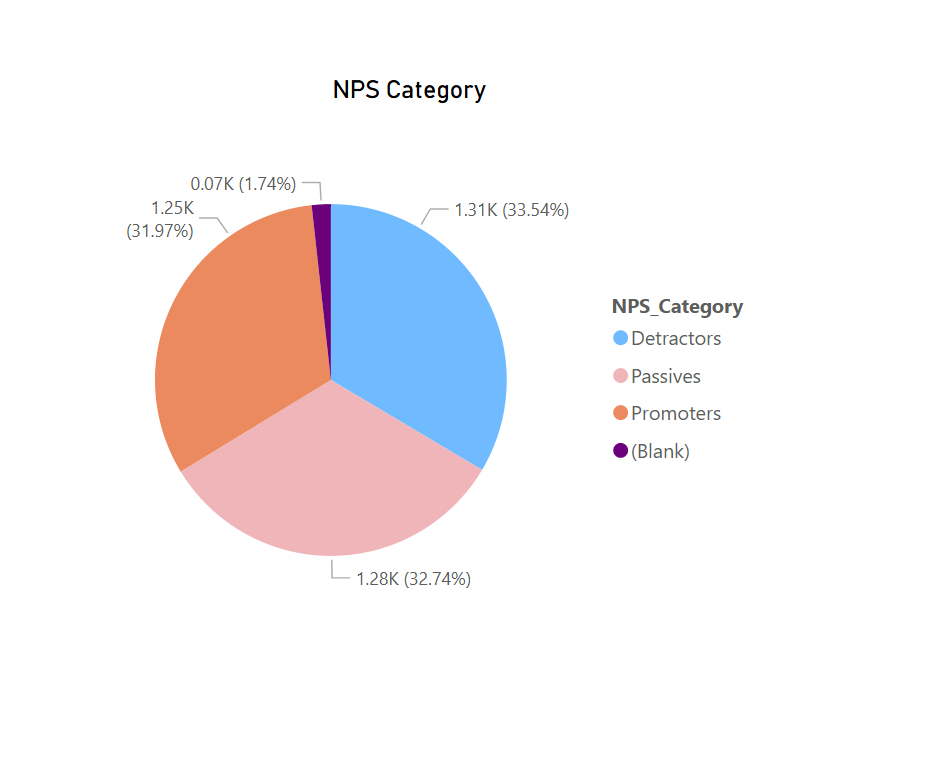 NPS Category
0.07K (1.74%)
1.25K
(31.97%)
1.31K (33.54%)
1.28K (32.74%)
NPS_Category
Detractors
Passives
Promoters
(Blank)